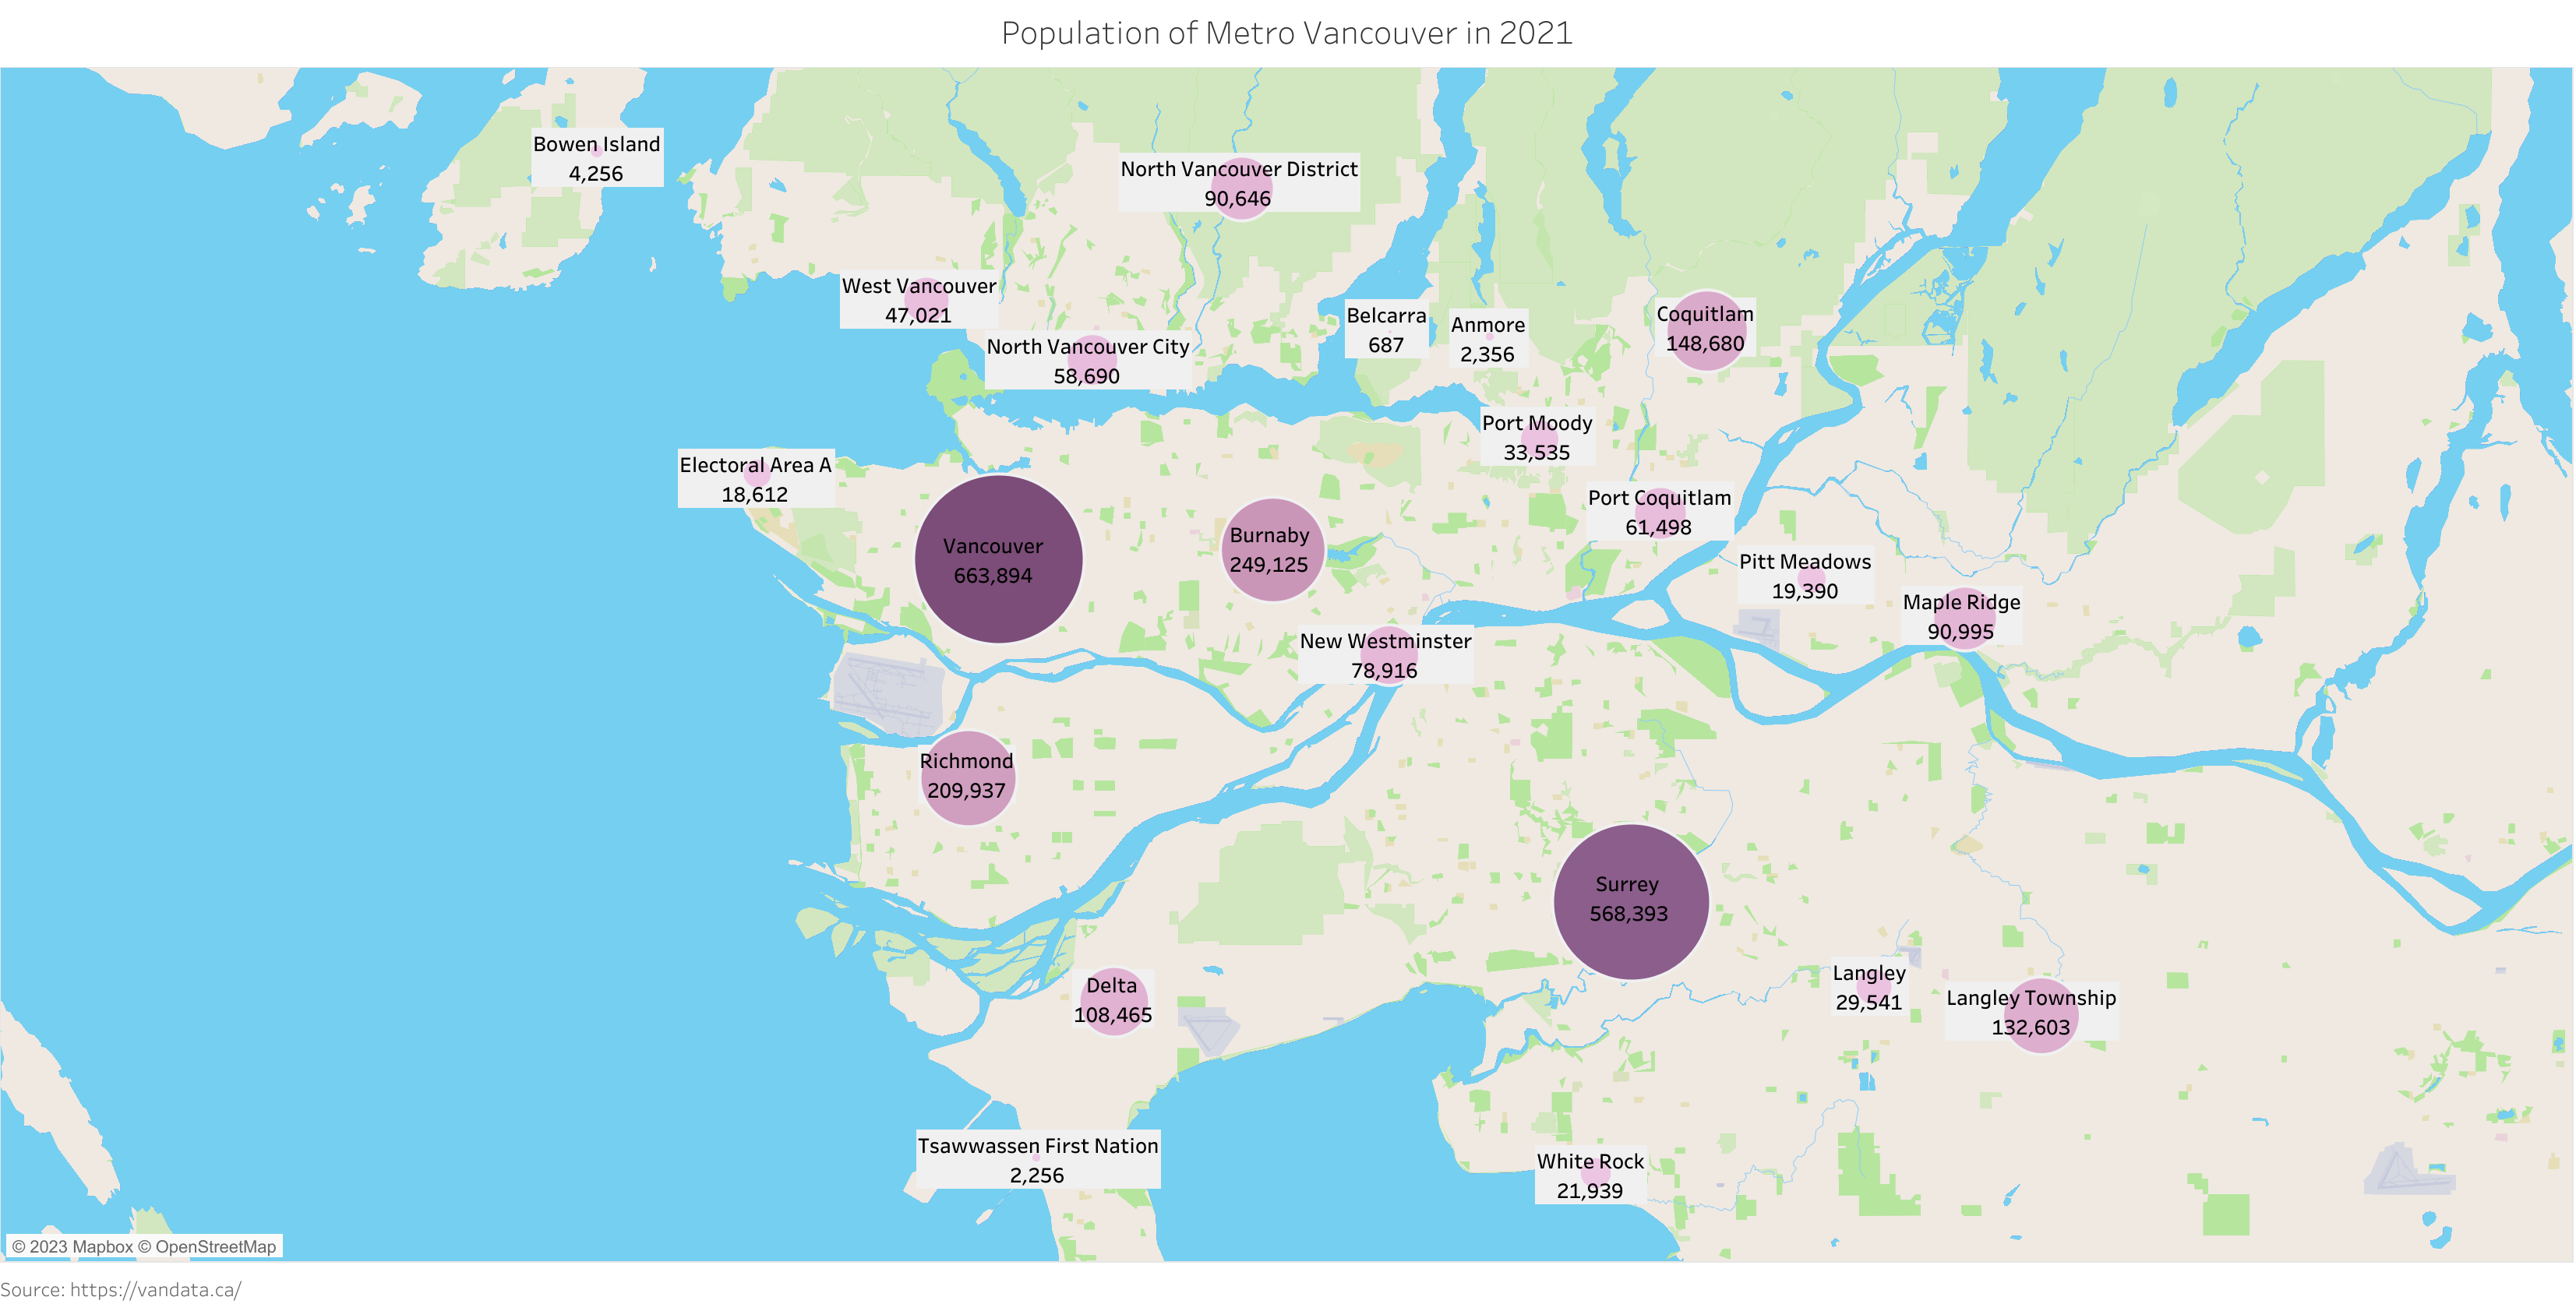 Population of Metro Vancouver in 2021
Bowen Island
4,256
North Vancouver District
90,646
West Vancouver
47,021
North Vancouver City
58,690
Belcarra
687
Anmore
2,356
Coquitlam
148,680
Port Moody
33,535
Electoral Area A
18,612
Port Coquitlam
61,498
Vancouver
663,894
Burnaby
249,125
Pitt Meadows
19,390
Maple Ridge
90,995
New Westminster
78,916
Richmond
209,937
Surrey
568,393
Delta
108,465
Langley
29,541
Langley Township
132,603
Tsawwassen First Nation
2,256
White Rock
21,939
© 2023 Mapbox © OpenStreetMap
Source: https://vandata.ca/